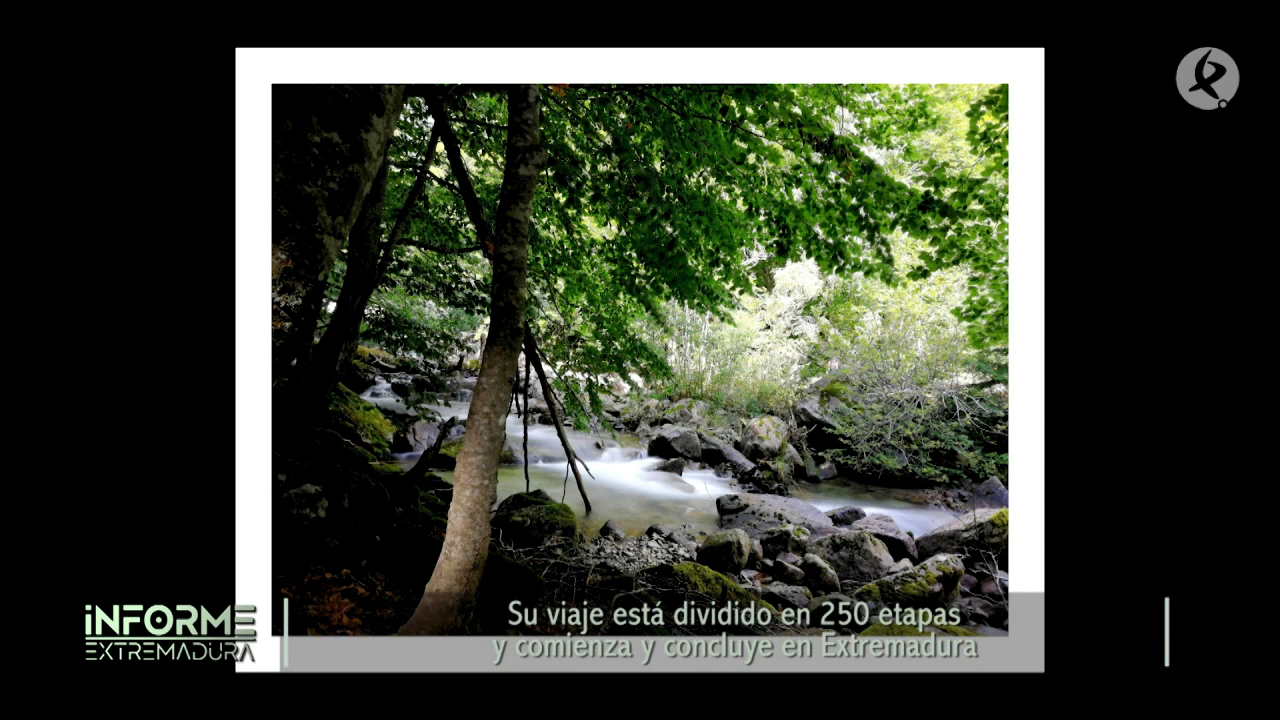 INFORME
EXTREMADURA
Su viaje está dividido en 250 etapas
y comienza y concluye en Extremadura